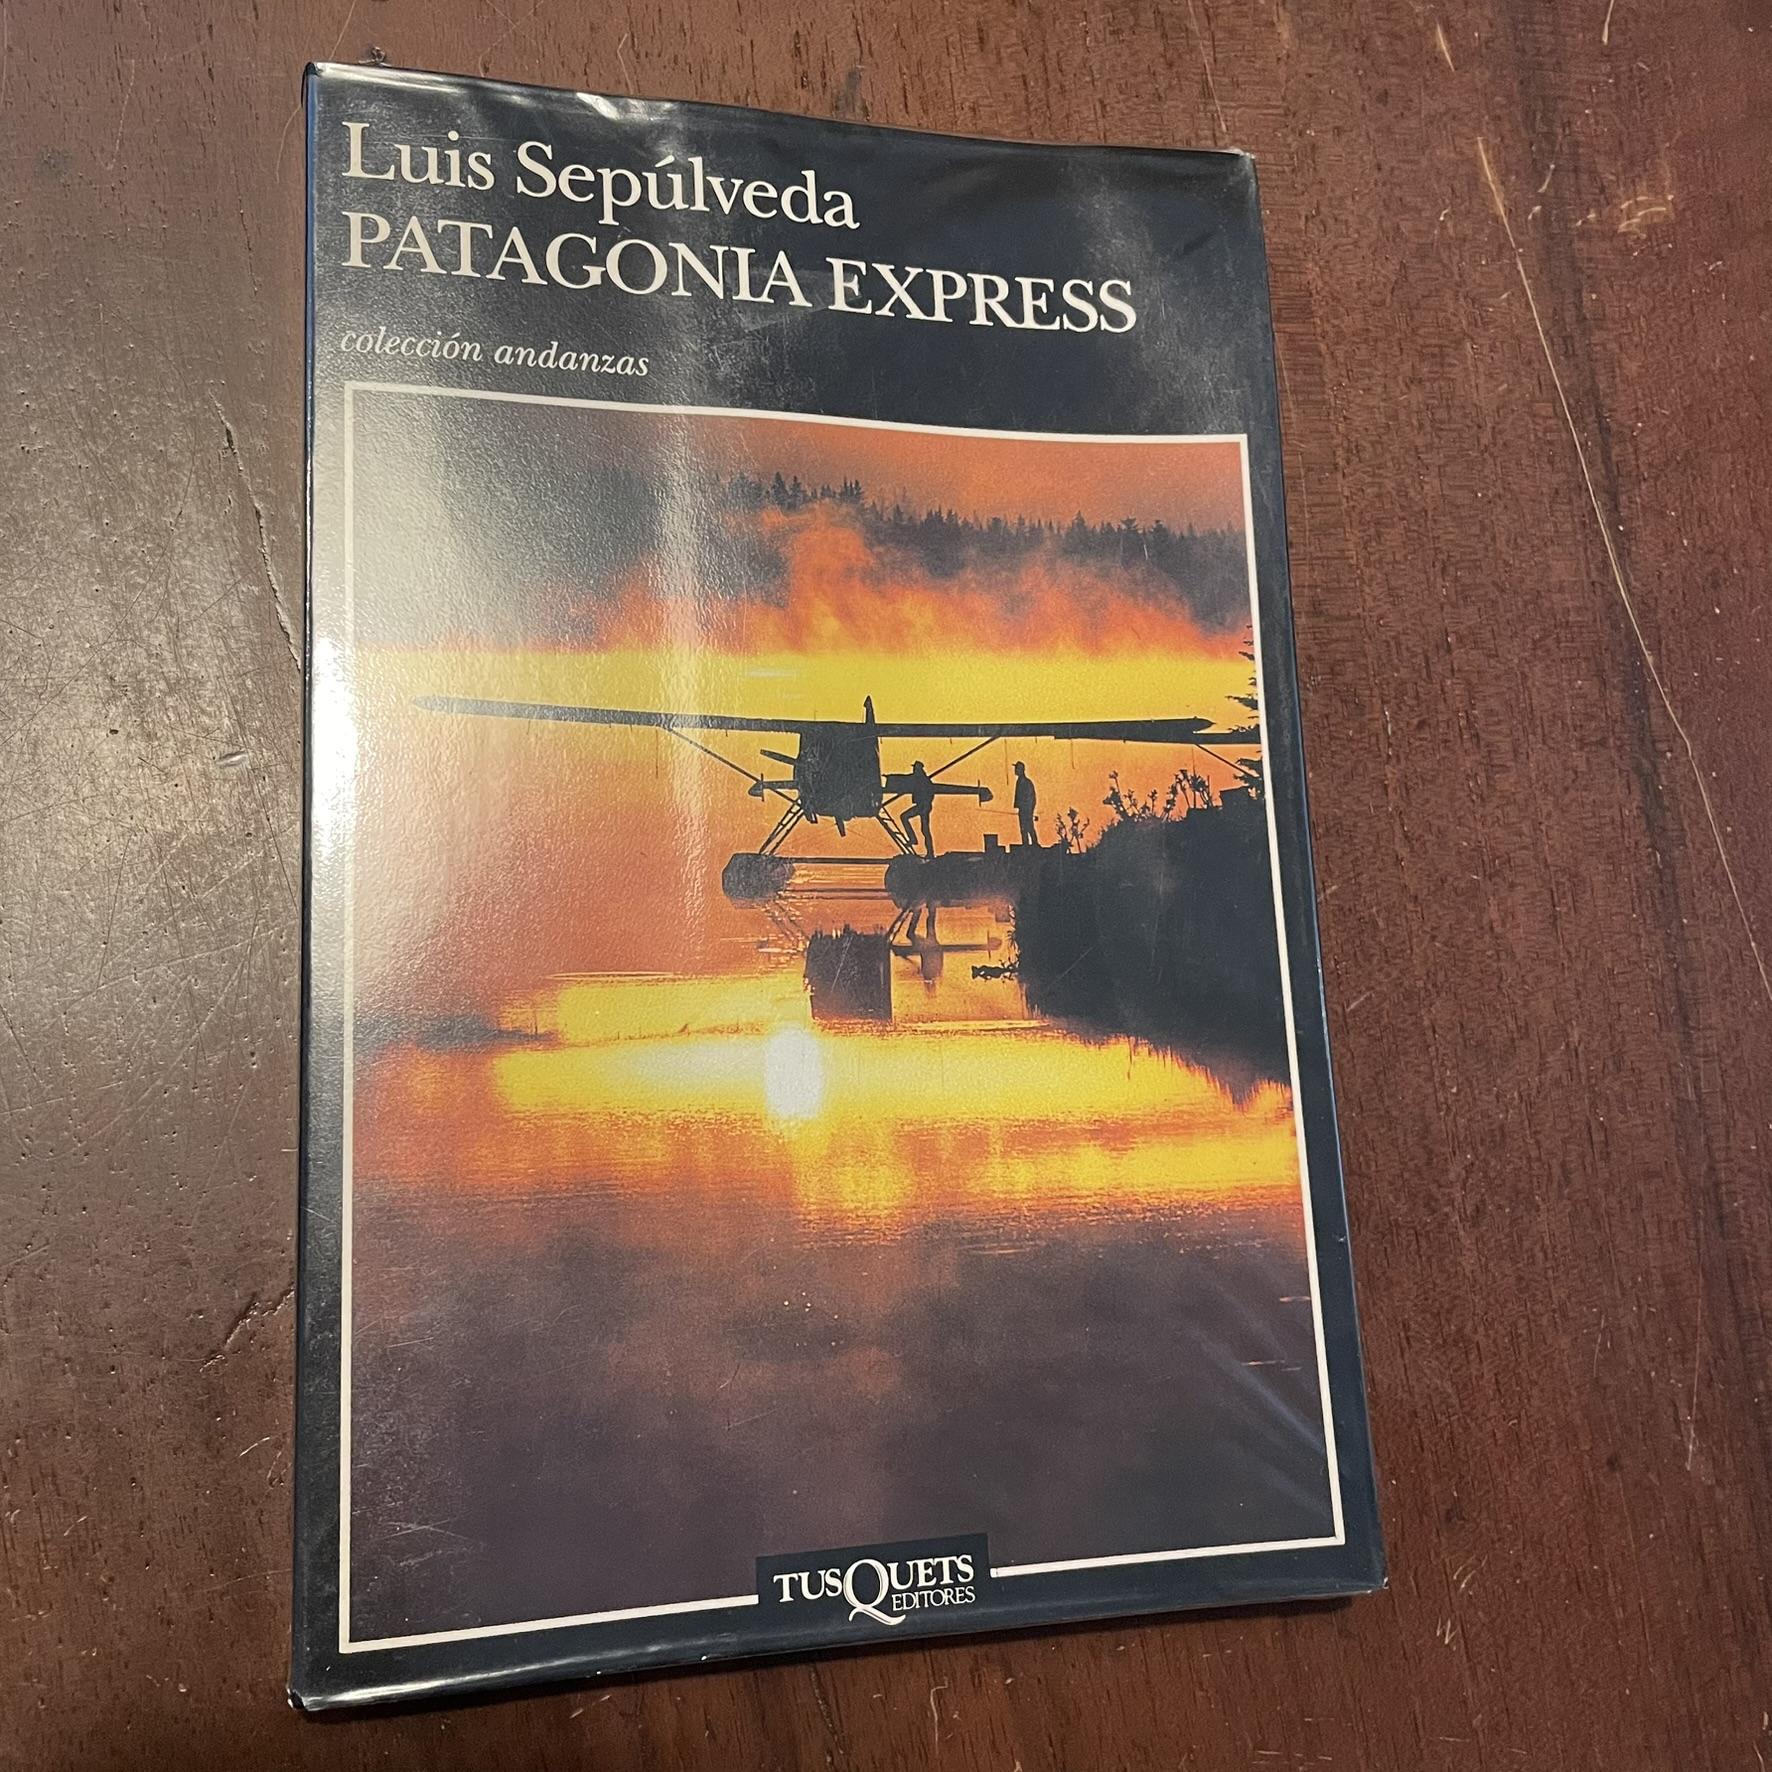 Luis Sepúlveda
PATAGONIA EXPRESS
colección andanzas
TUSQUETS
EDITORES